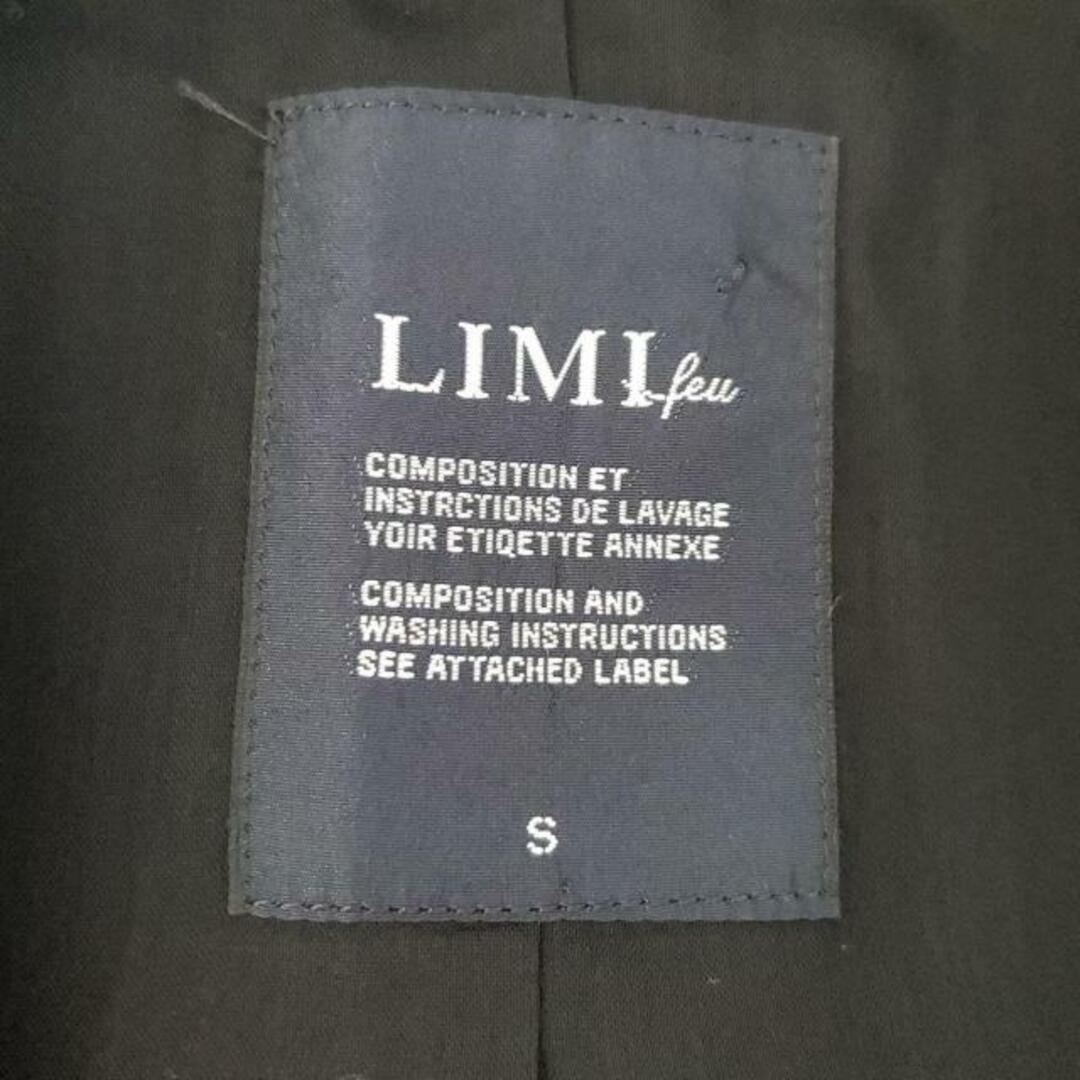 LIMI feu
COMPOSITION ET
INSTRCTIONS DE LAVAGE
YOIR ETIQETTE ANNEXE
COMPOSITION AND
WASHING INSTRUCTIONS
SEE ATTACHED LABEL
S